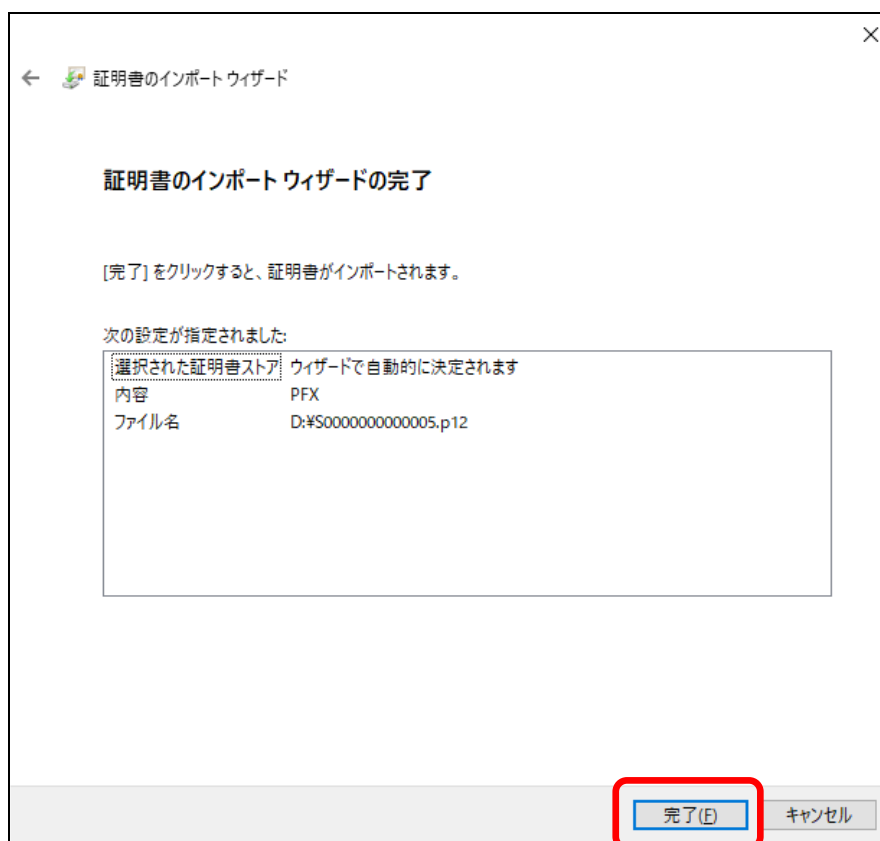 証明書のインポート ウィザード
証明書のインポート ウィザードの完了
[完了] をクリックすると、証明書がインポートされます。
次の設定が指定されました:
選択された証明書ストア ウィザードで自動的に決定されます
内容 PFX
ファイル名 D:¥S0000000000005.p12
完了(F) キャンセル